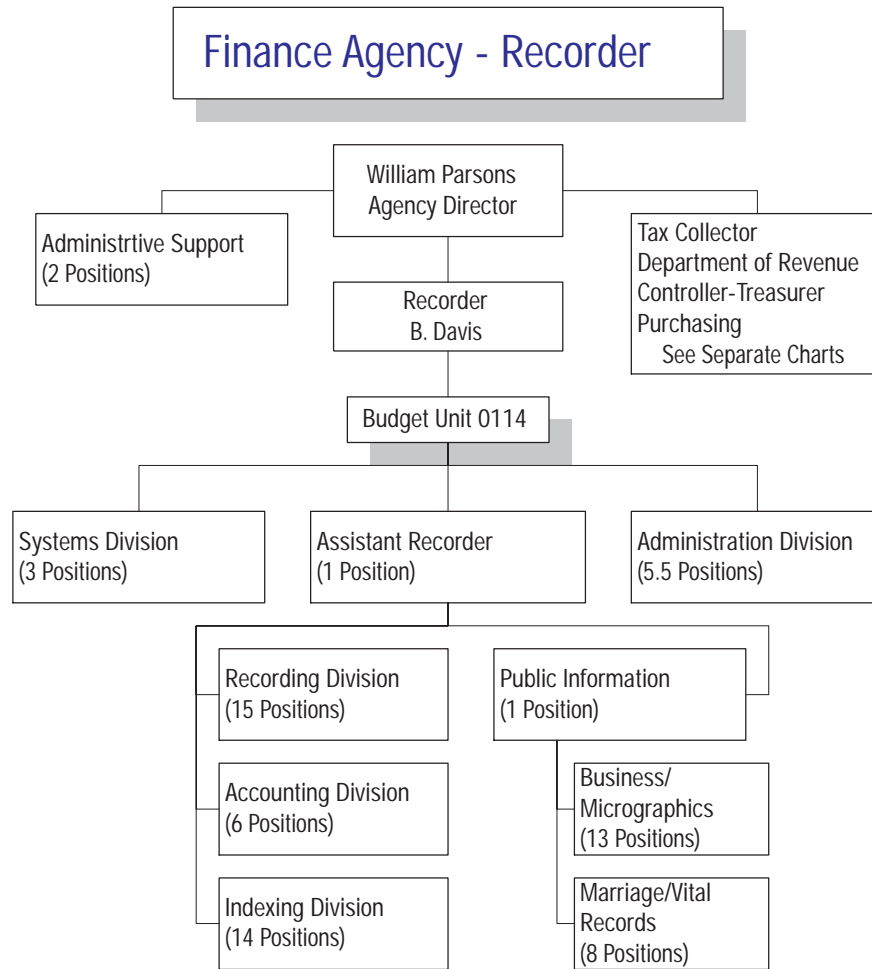 Finance Agency - Recorder
William Parsons
Agency Director
Administrtive Support
(2 Positions)
Tax Collector
Department of Revenue
Controller-Treasurer
Purchasing
See Separate Charts
Recorder
B. Davis
Budget Unit 0114
Systems Division
(3 Positions)
Assistant Recorder
(1 Position)
Administration Division
(5.5 Positions)
Recording Division
(15 Positions)
Public Information
(1 Position)
Accounting Division
(6 Positions)
Business/
Micrographics
(13 Positions)
Indexing Division
(14 Positions)
Marriage/Vital
Records
(8 Positions)